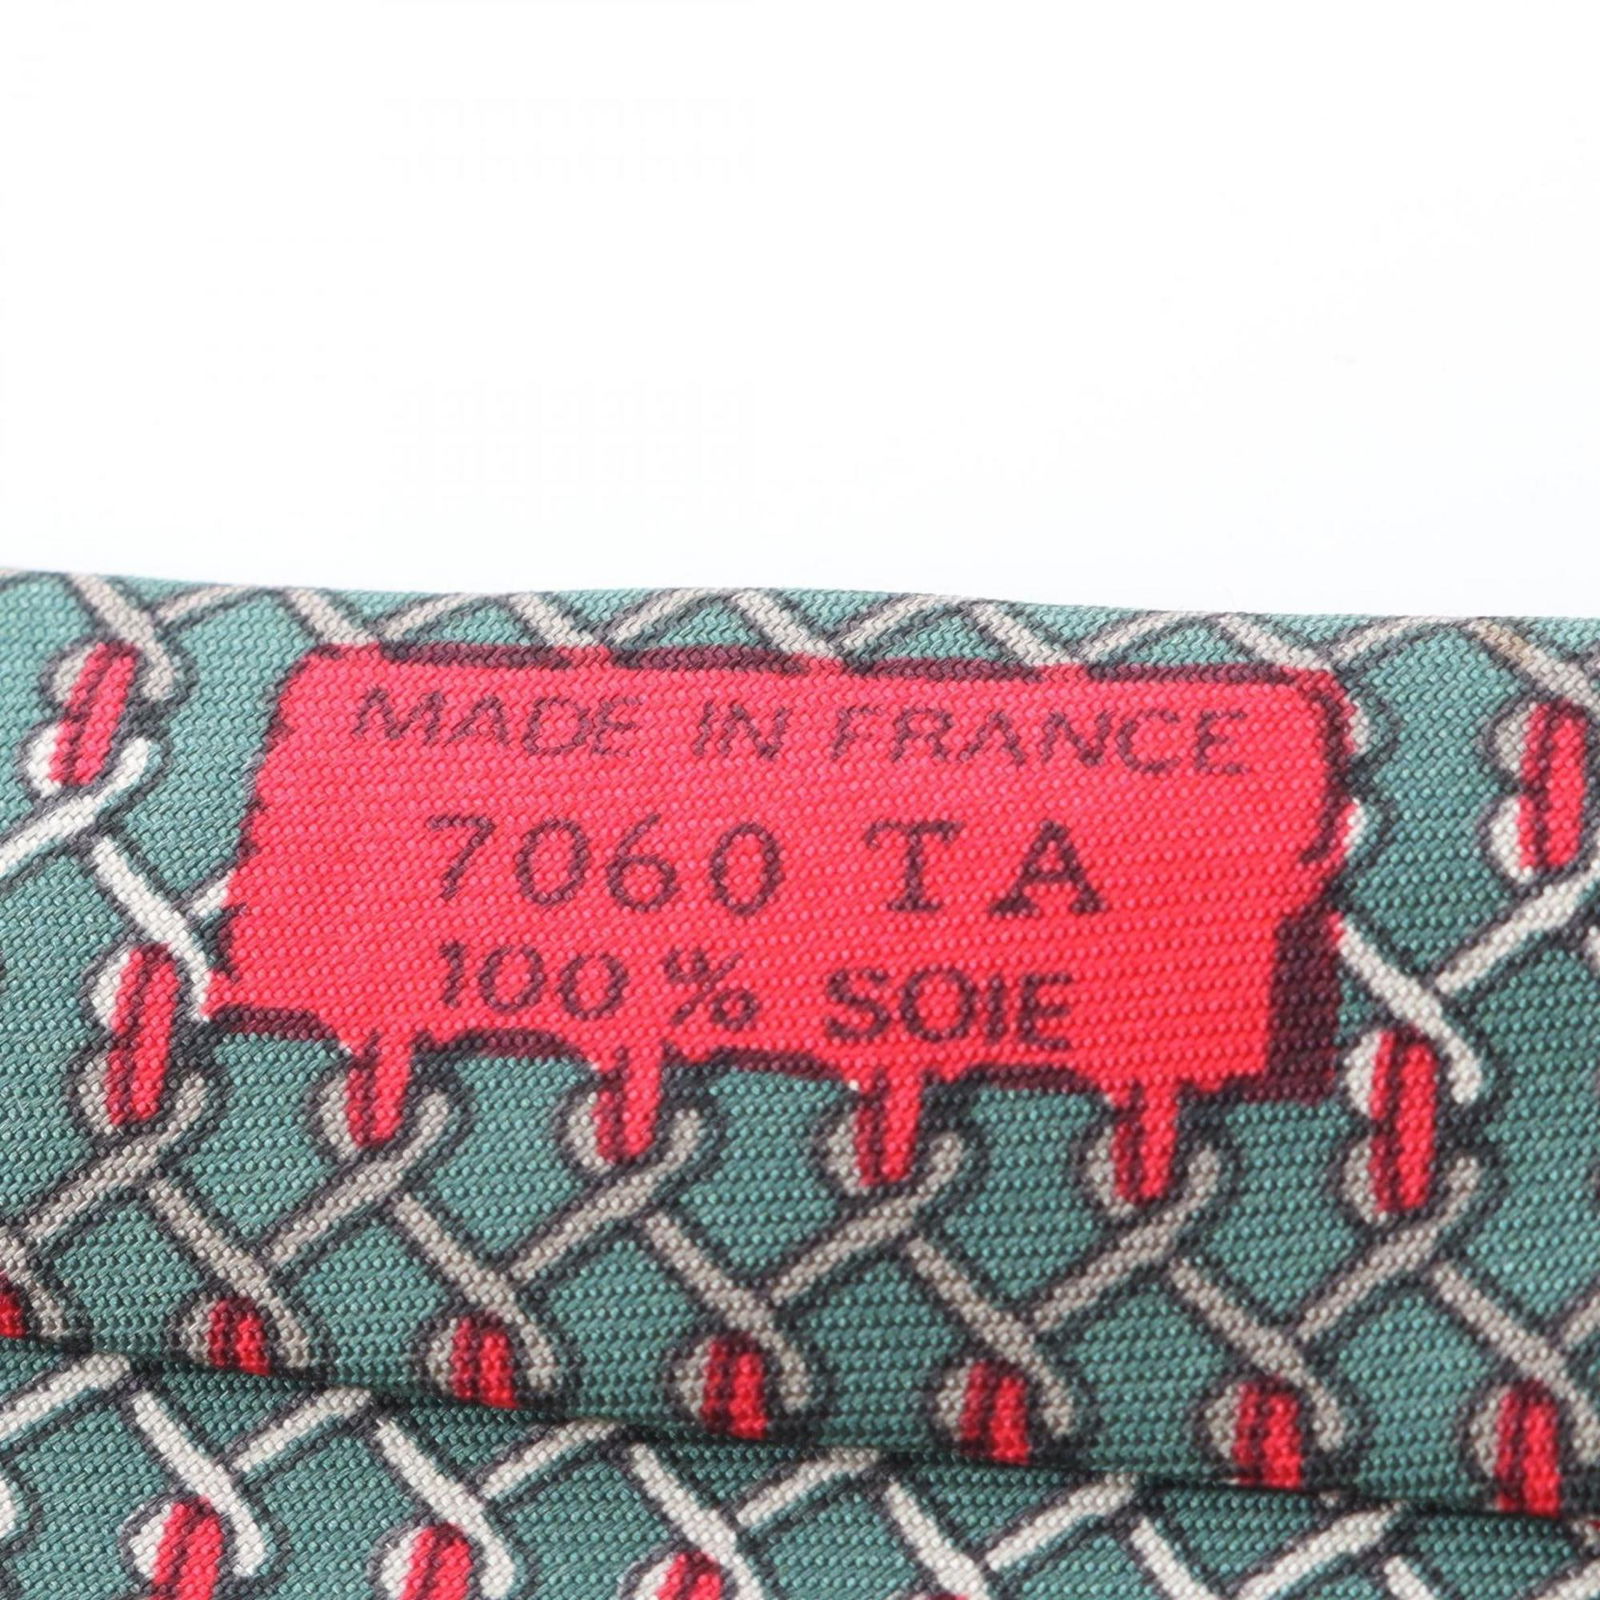 MADE IN FRANCE
7060 TA
100% SOIE